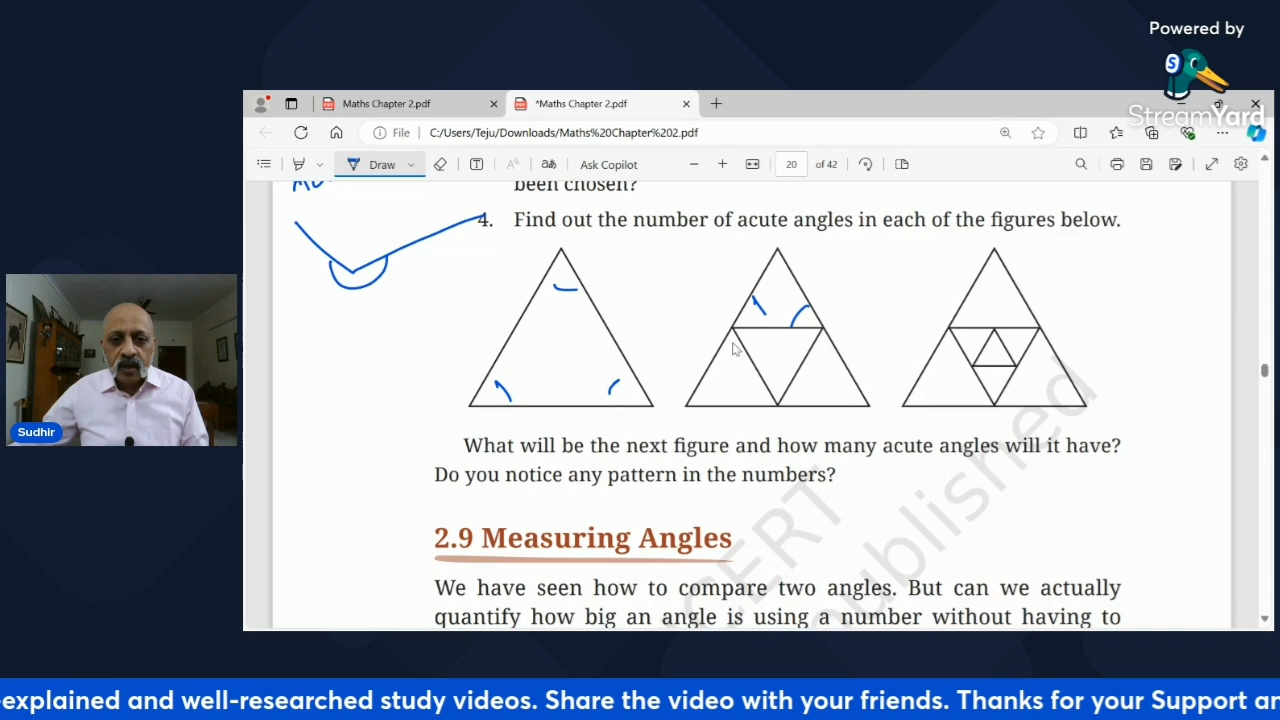 Powered by
S
StreamYard
Maths Chapter 2.pdf
*Maths Chapter 2.pdf
File
C:/Users/Teju/Downloads/Maths%20Chapter%202.pdf
Draw
Ask Copilot
20
of 42
been chosen?
4. Find out the number of acute angles in each of the figures below.
What will be the next figure and how many acute angles will it have?
Do you notice any pattern in the numbers?
2.9 Measuring Angles
We have seen how to compare two angles. But can we actually
quantify how big an angle is using a number without having to
Sudhir
-explained and well-researched study videos. Share the video with your friends. Thanks for your Support an